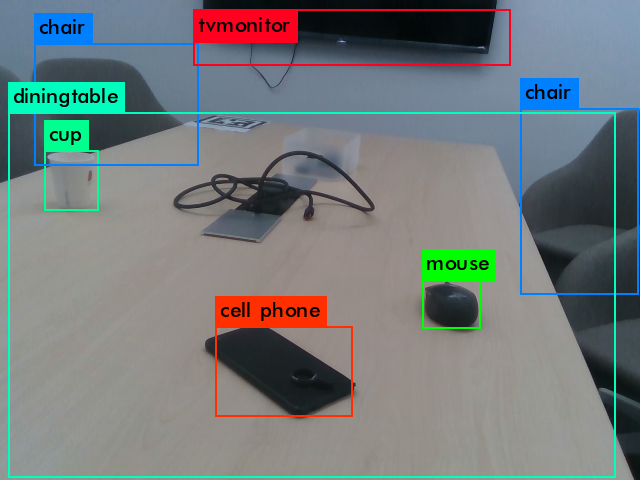 chair
tvmonitor
diningtable
chair
cup
mouse
cell phone